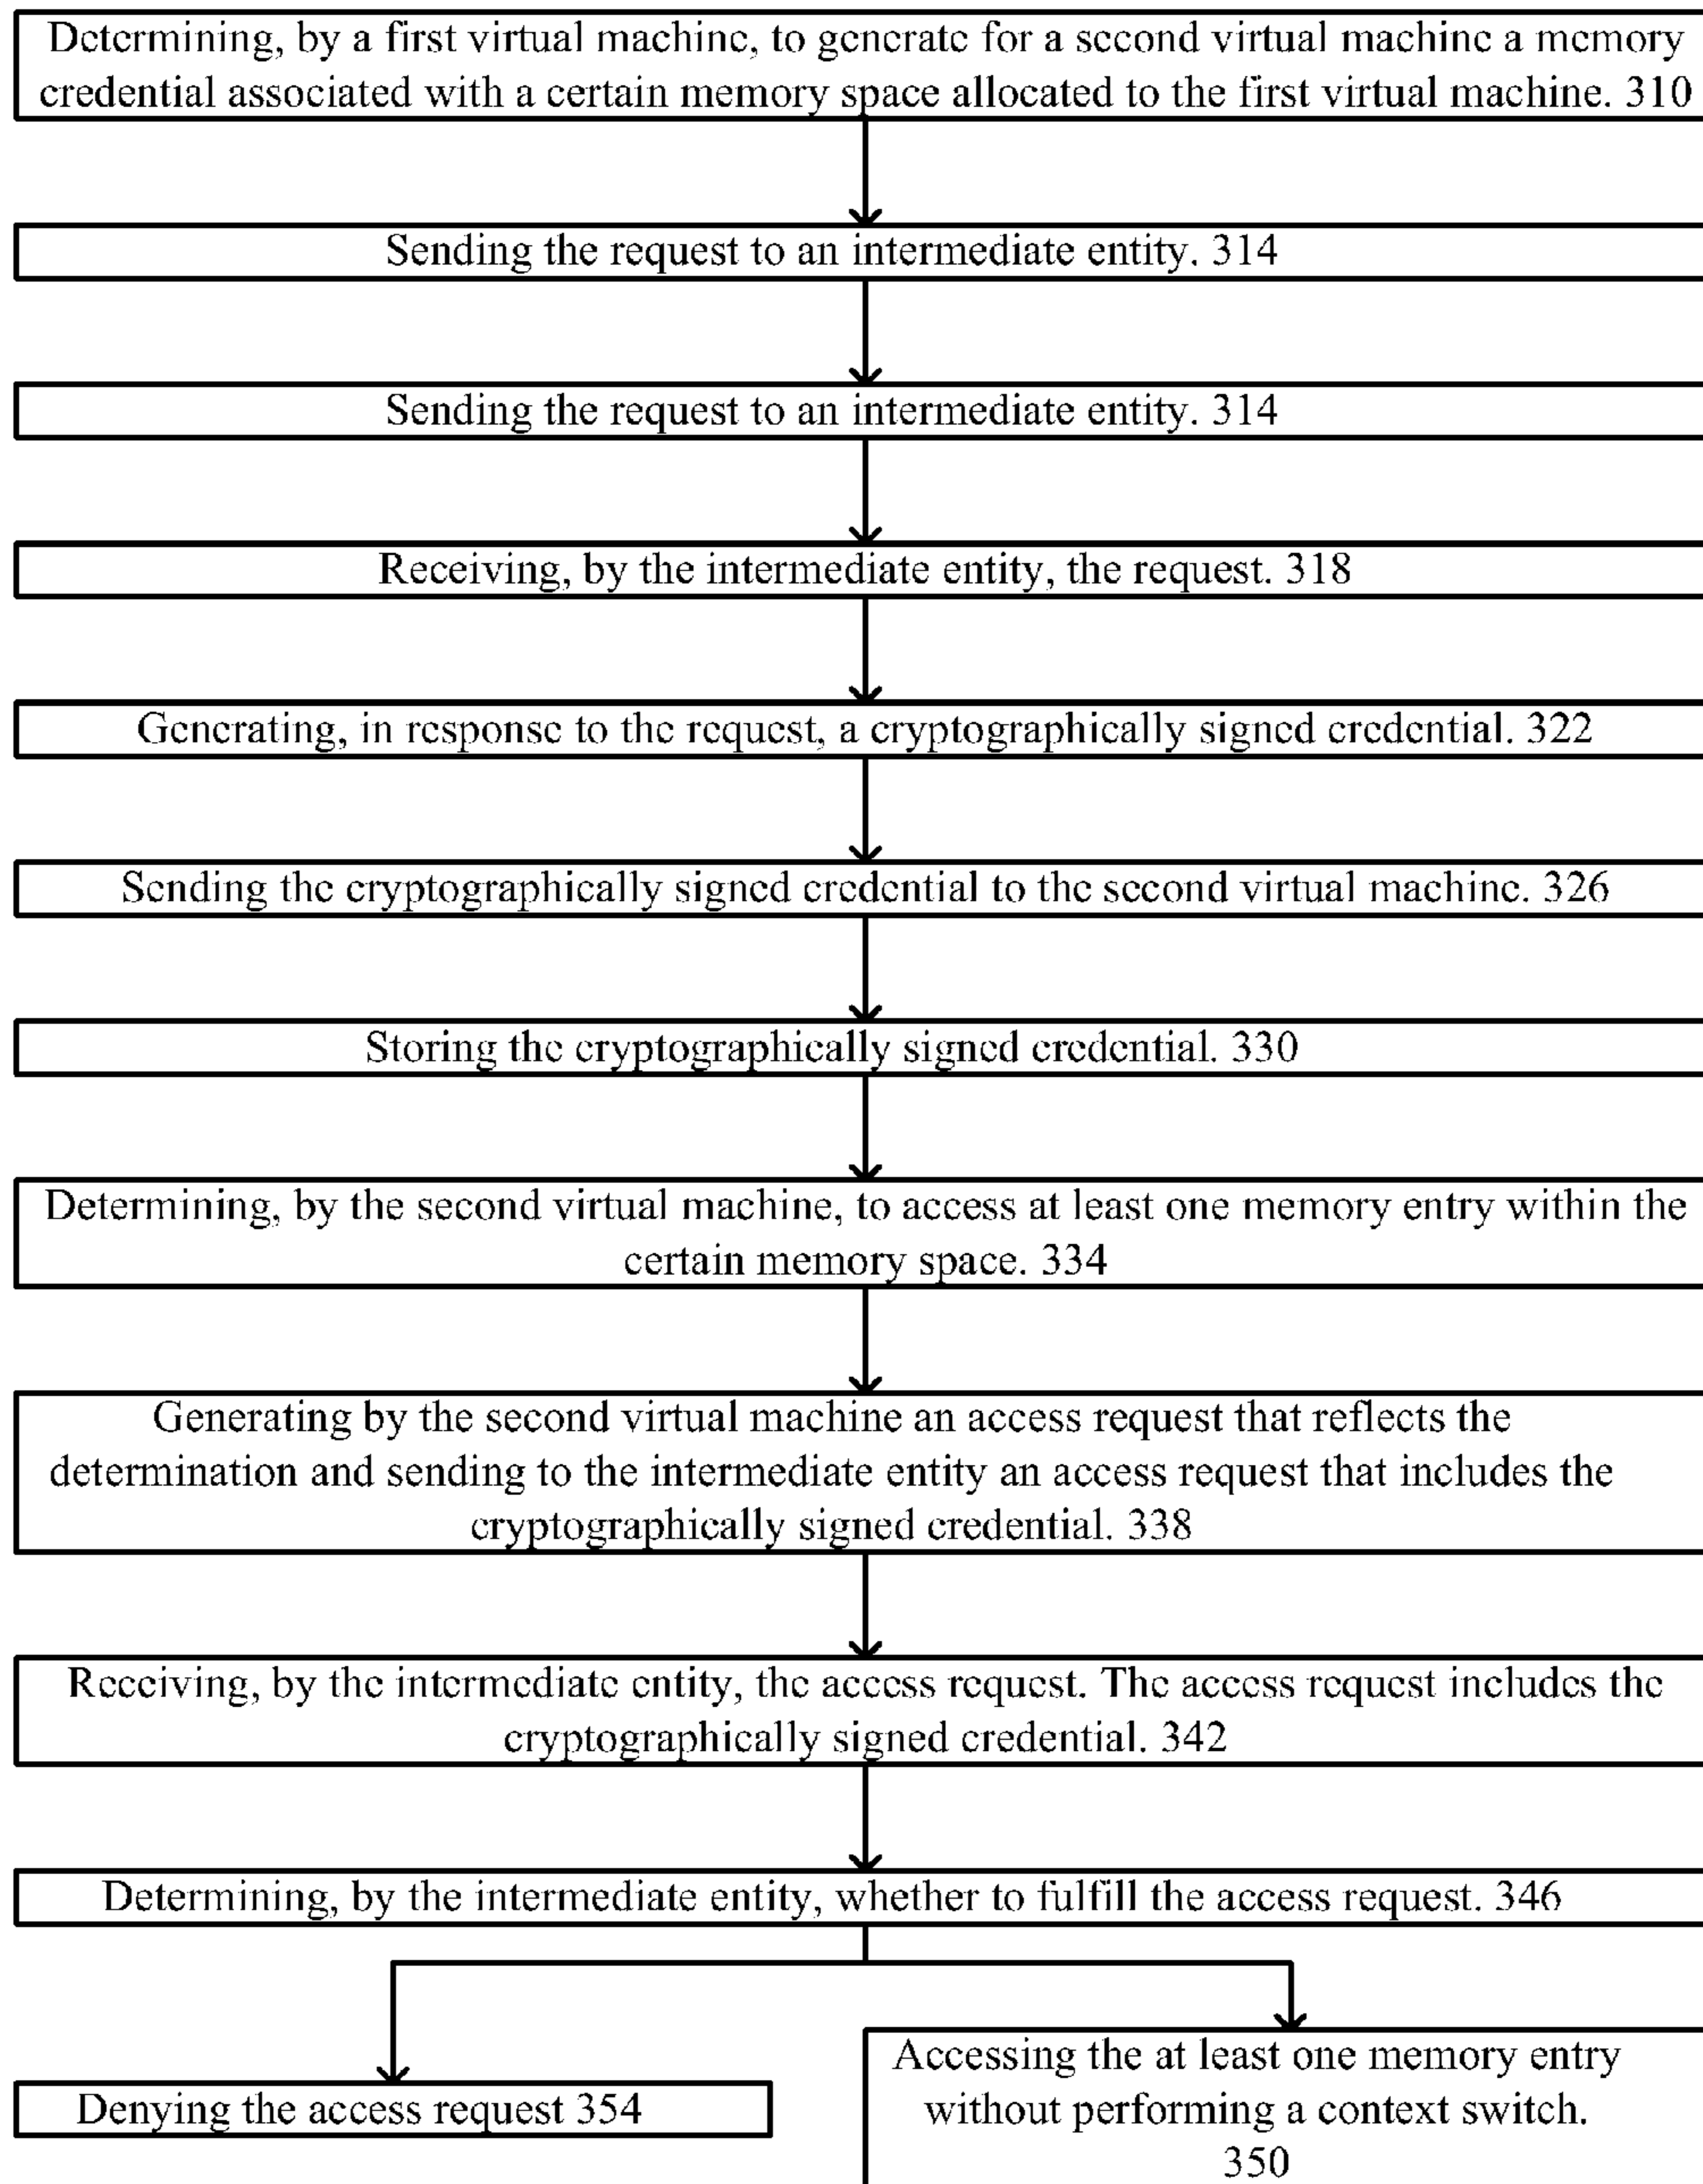 Determining, by a first virtual machine, to generate for a second virtual machine a memory
credential associated with a certain memory space allocated to the first virtual machine. 310
Sending the request to an intermediate entity. 314
Sending the request to an intermediate entity. 314
Receiving, by the intermediate entity, the request. 318
Generating, in response to the request, a cryptographically signed credential. 322
Sending the cryptographically signed credential to the second virtual machine. 326
Storing the cryptographically signed credential. 330
Determining, by the second virtual machine, to access at least one memory entry within the
certain memory space. 334
Generating by the second virtual machine an access request that reflects the
determination and sending to the intermediate entity an access request that includes the
cryptographically signed credential. 338
Receiving, by the intermediate entity, the access request. The access request includes the
cryptographically signed credential. 342
Determining, by the intermediate entity, whether to fulfill the access request. 346
Denying the access request 354
Accessing the at least one memory entry
without performing a context switch.
350